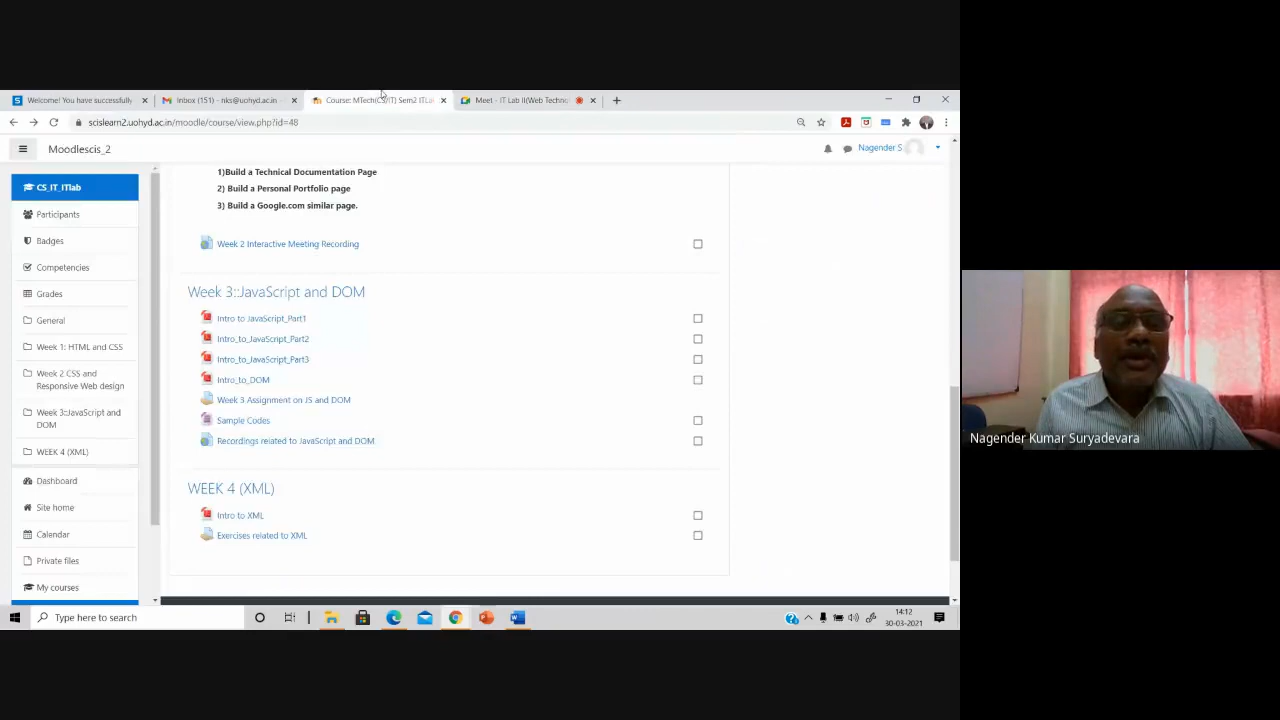 Welcome! You have successfully
Inbox (151) - nks@uohyd.ac.in
Course: MTech(CS/IT) Sem2 ITLa
Meet - IT Lab II(Web Techno
scislearn2.uohyd.ac.in/moodle/course/view.php?id=48
Moodlescis_2
Nagender S
CS_IT_ITlab
Participants
Badges
Competencies
Grades
General
Week 1: HTML and CSS
Week 2 CSS and
Responsive Web design
Week 3::JavaScript and
DOM
WEEK 4 (XML)
Dashboard
Site home
Calendar
Private files
My courses
1)Build a Technical Documentation Page
2) Build a Personal Portfolio page
3) Build a Google.com similar page.
Week 2 Interactive Meeting Recording
Week 3::JavaScript and DOM
Intro to JavaScript_Part1
Intro_to_JavaScript_Part2
Intro_to_JavaScript_Part3
Intro_to_DOM
Week 3 Assignment on JS and DOM
Sample Codes
Recordings related to JavaScript and DOM
WEEK 4 (XML)
Intro to XML
Exercises related to XML
Nagender Kumar Suryadevara
Type here to search
14:12
30-03-2021